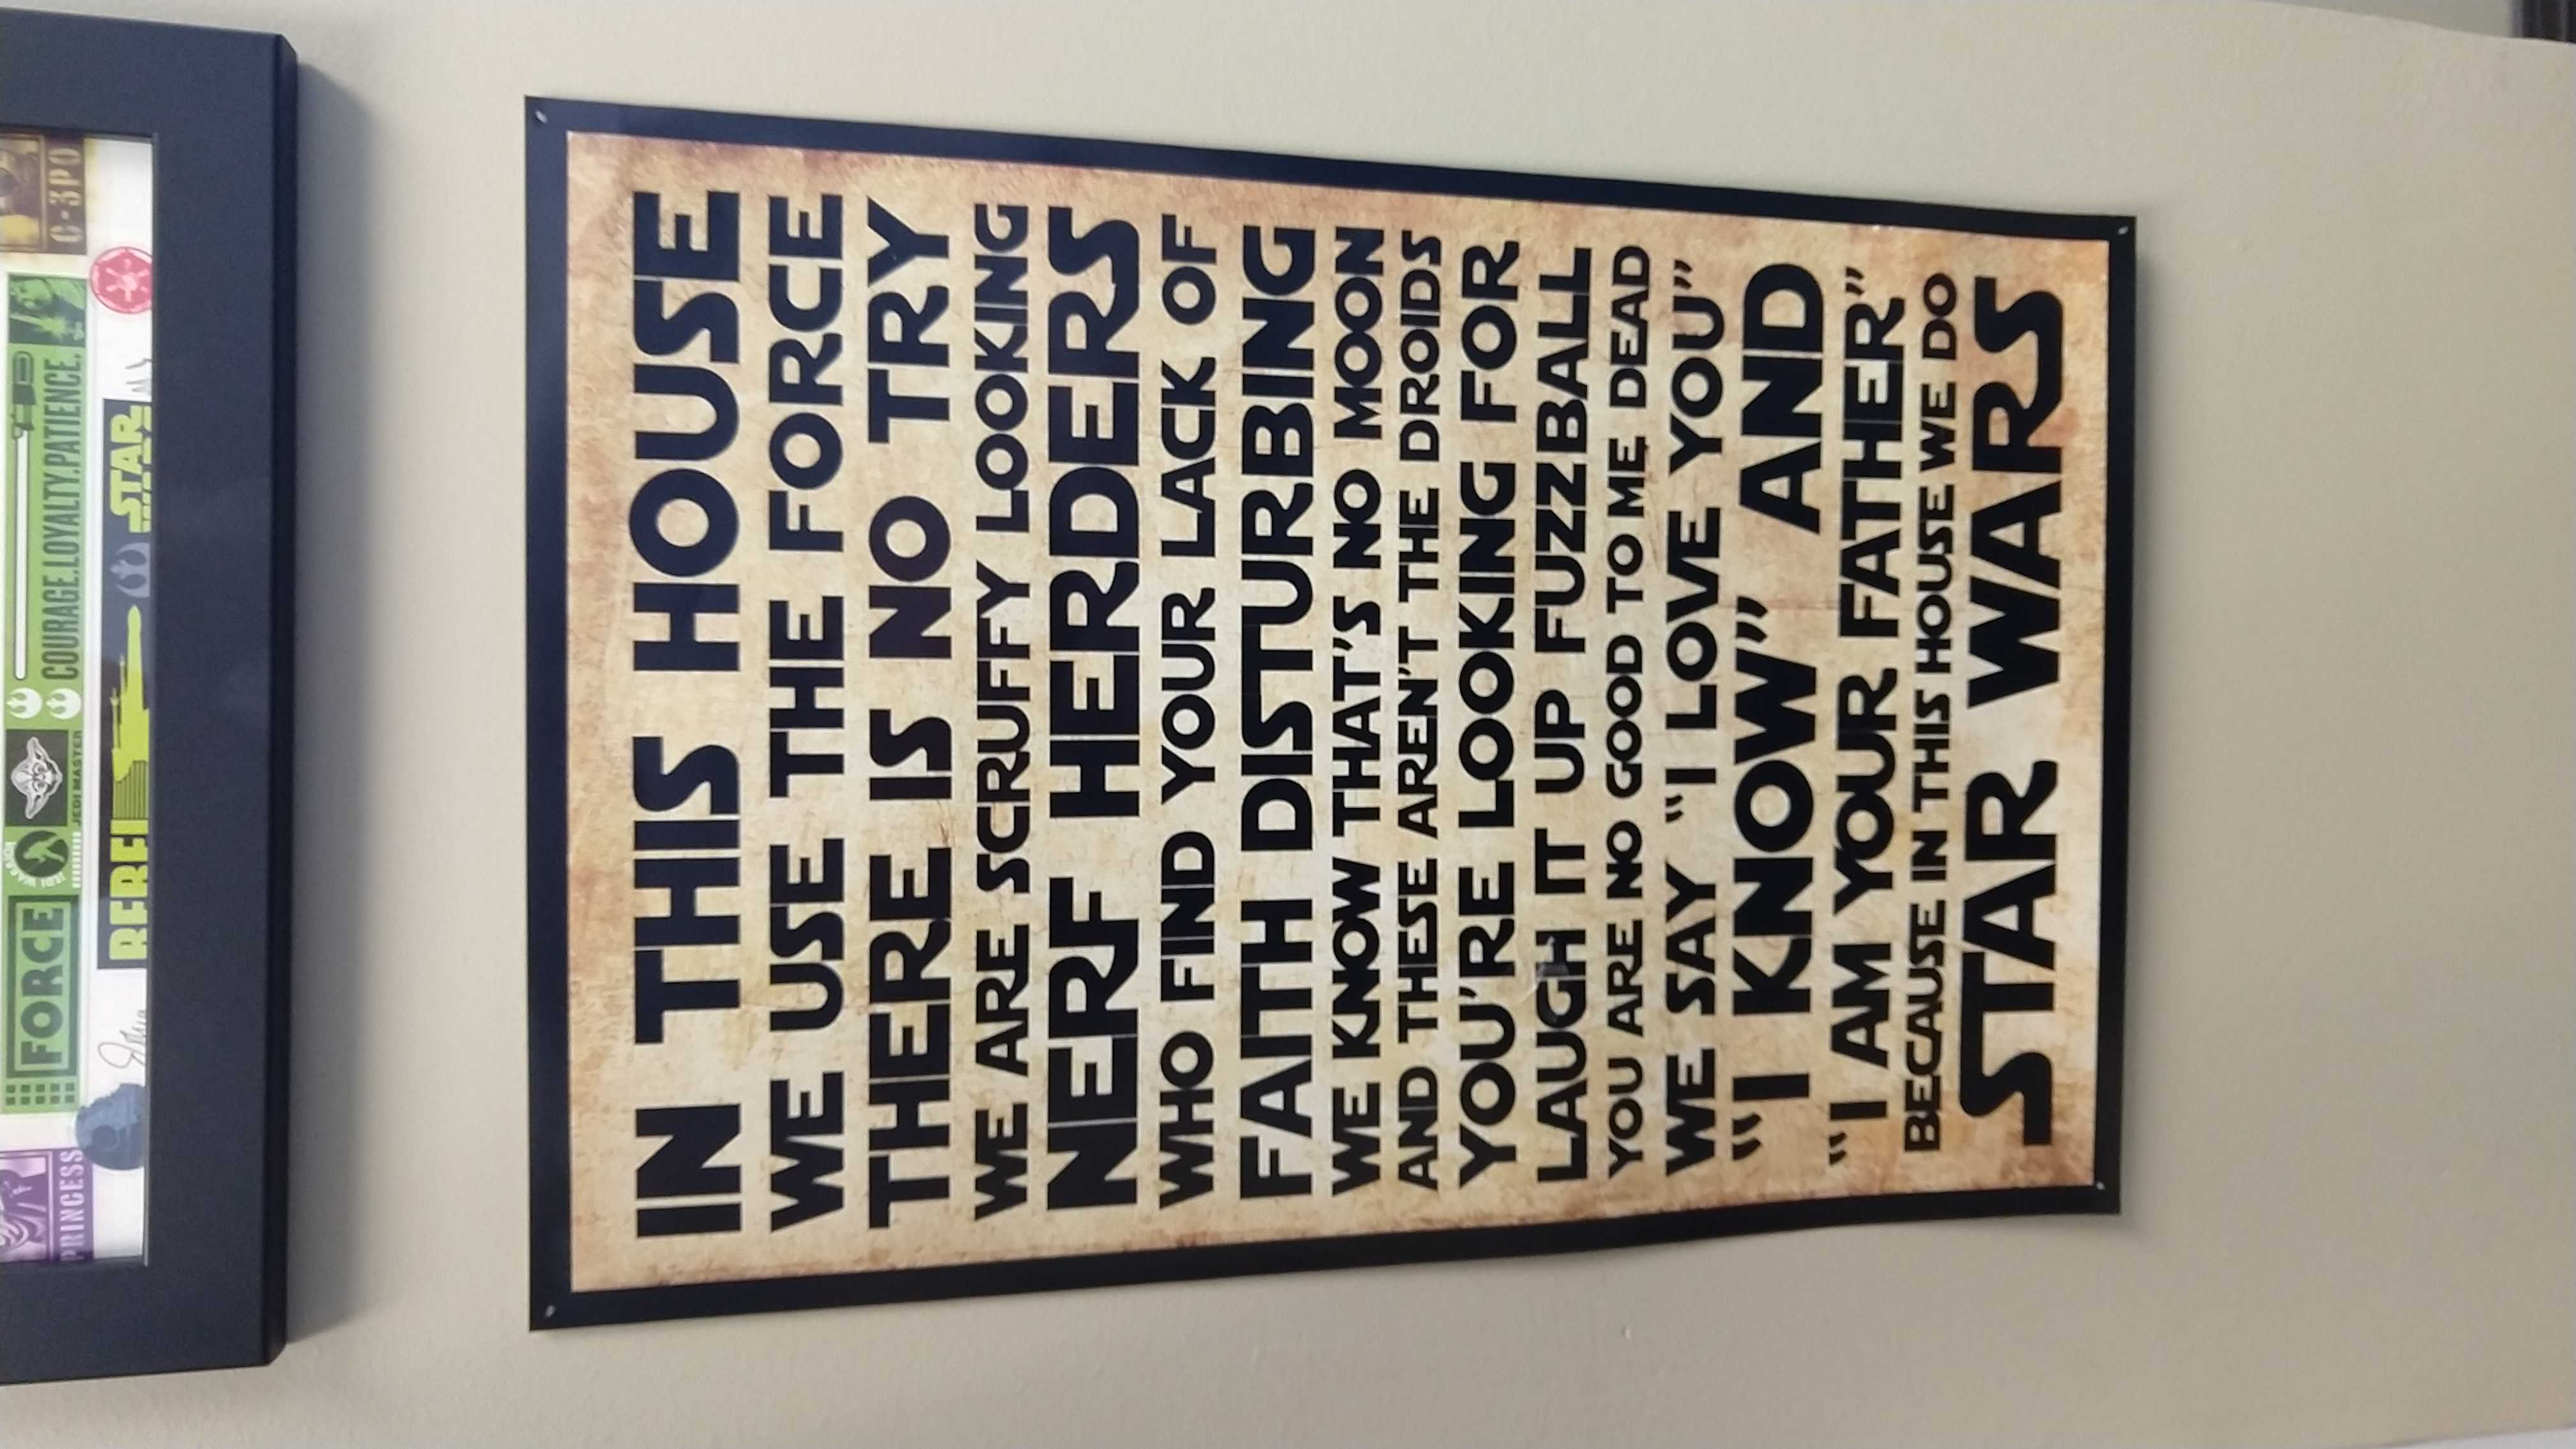 C-3PO
COURAGE.LOYALTY.PATIENCE.
JEDI MASTER
FORCE
PRINCESS
STAR
IN THIS HOUSE
WE USE THE FORCE
THERE IS NO TRY
WE ARE SCRUFFY LOOKING
NERF HERDERS
WHO FIND YOUR LACK OF
FAITH DISTURBING
WE KNOW THAT'S NO MOON
AND THESE AREN'T THE DROIDS
YOU'RE LOOKING FOR
LAUGH IT UP FUZZBALL
YOU ARE NO GOOD TO ME DEAD
WE SAY “I LOVE YOU”
“I KNOW” AND
“I AM YOUR FATHER”
BECAUSE IN THIS HOUSE WE DO
STAR WARS